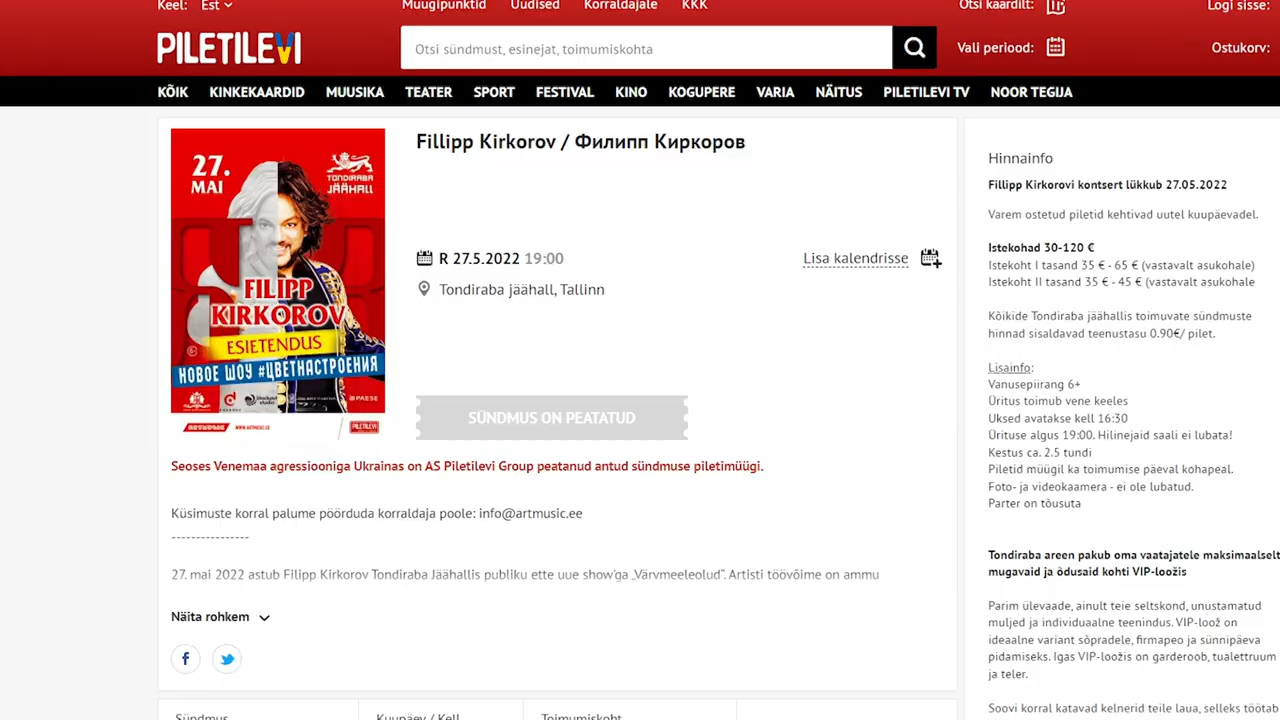 Keel: Est
Müügipunktid Uudised Korraldajale KKK
Otsi kaardilt:
Logi sisse:
PILETILEVI
Otsi sündmust, esinejat, toimumiskohta
Vali periood:
Ostukorv:
KÕIK KINKEKAARDID MUUSIKA TEATER SPORT FESTIVAL KINO KOGUPERE VARIA NÄITUS PILETILEVI TV NOOR TEGIJA
27.
MAI
TONDIRABA
JÄÄHALL
FILIPP
KIRKOROV
ESIETENDUS
НОВОЕ ШОУ #ЦВЕТНАСТРОЕНИЯ
PAESE
WWW.ARTMUSIC.EE
PILETILEVI
Fillipp Kirkorov / Филипп Киркоров
R 27.5.2022 19:00
Lisa kalendrisse
Tondiraba jäähall, Tallinn
SÜNDMUS ON PEATATUD
Seoses Venemaa agressiooniga Ukrainas on AS Piletilevi Group peatanud antud sündmuse piletimüügi.
Küsimuste korral palume pöörduda korraldaja poole: info@artmusic.ee
----------------
27. mai 2022 astub Filipp Kirkorov Tondiraba Jäähallis publiku ette uue show'ga „Värvmeeleolud”. Artisti töövõime on ammu
Näita rohkem
Sündmus Kuupäev / Kell Toimumiskoht
Hinnainfo
Fillipp Kirkorovi kontsert lükkub 27.05.2022
Varem ostetud piletid kehtivad uutel kuupäevadel.
Istekohad 30-120 €
Istekoht I tasand 35 € - 65 € (vastavalt asukohale)
Istekoht II tasand 35 € - 45 € (vastavalt asukohale
Kõikide Tondiraba jäähallis toimuvate sündmuste
hinnad sisaldavad teenustasu 0.90€/ pilet.
Lisainfo:
Vanusepiirang 6+
Üritus toimub vene keeles
Uksed avatakse kell 16:30
Ürituse algus 19:00. Hilinejaid saali ei lubata!
Kestus ca. 2.5 tundi
Piletid müügil ka toimumise päeval kohapeal.
Foto- ja videokaamera - ei ole lubatud.
Parter on tõusuta
Tondiraba areen pakub oma vaatajatele maksimaalselt
mugavaid ja õdusaid kohti VIP-loožis
Parim ülevaade, ainult teie seltskond, unustamatud
muljed ja individuaalne teenindus. VIP-loož on
ideaalne variant sõpradele, firmapeo ja sünnipäeva
pidamiseks. Igas VIP-loožis on garderoob, tualettruum
ja teler.
Soovi korral katavad kelnerid teile laua, selleks töötab